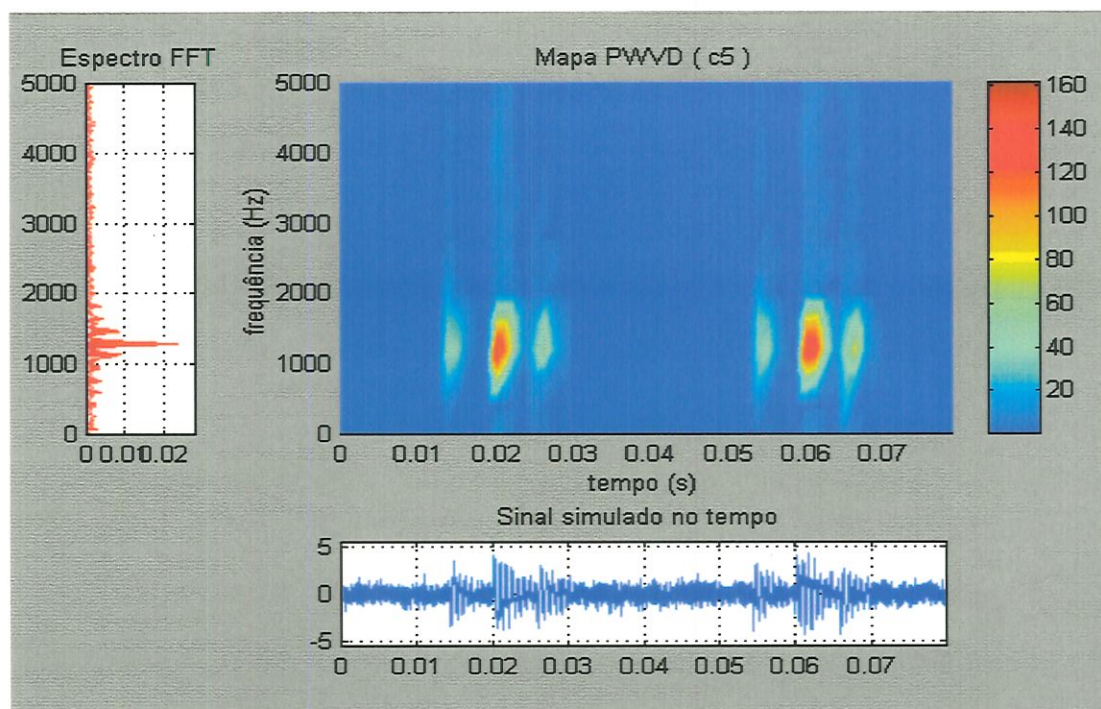 Espectro FFT
5000
4000
3000
2000
1000
0
0 0.01 0.02
Mapa PWVD ( c5 )
frequência (Hz)
5000
4000
3000
2000
1000
0
0 0.01 0.02 0.03 0.04 0.05 0.06 0.07
tempo (s)
160
140
120
100
80
60
40
20
Sinal simulado no tempo
5
0
-5
0 0.01 0.02 0.03 0.04 0.05 0.06 0.07